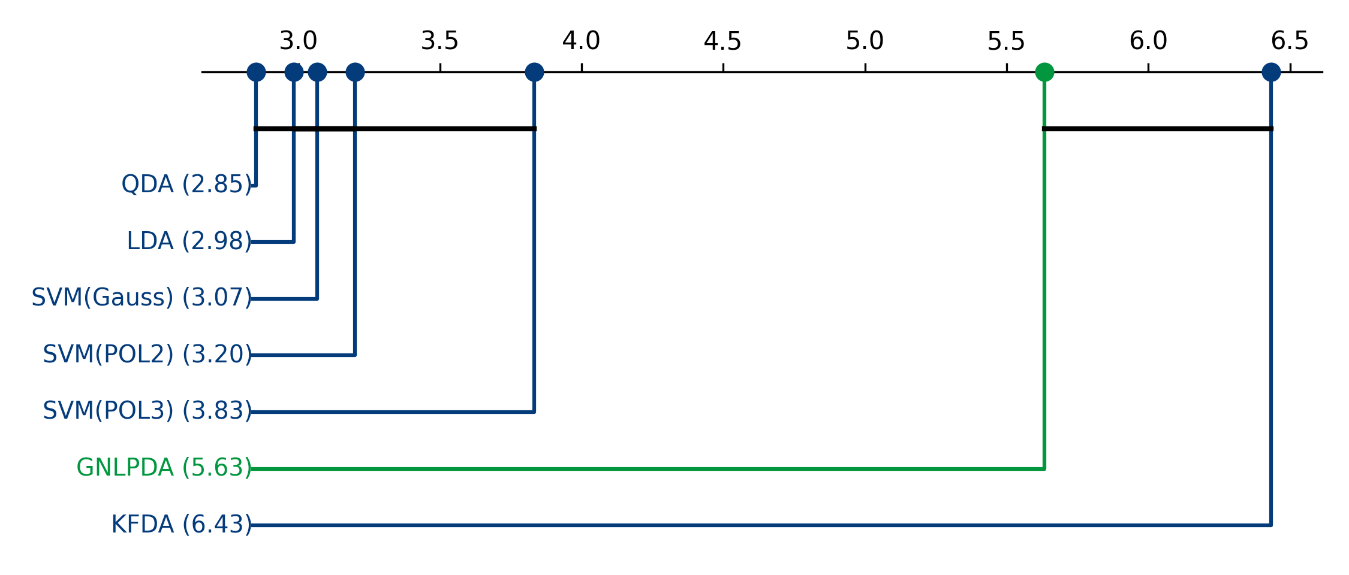 3.0 3.5 4.0 4.5 5.0 5.5 6.0 6.5
QDA (2.85)
LDA (2.98)
SVM(Gauss) (3.07)
SVM(POL2) (3.20)
SVM(POL3) (3.83)
GNLPDA (5.63)
KFDA (6.43)